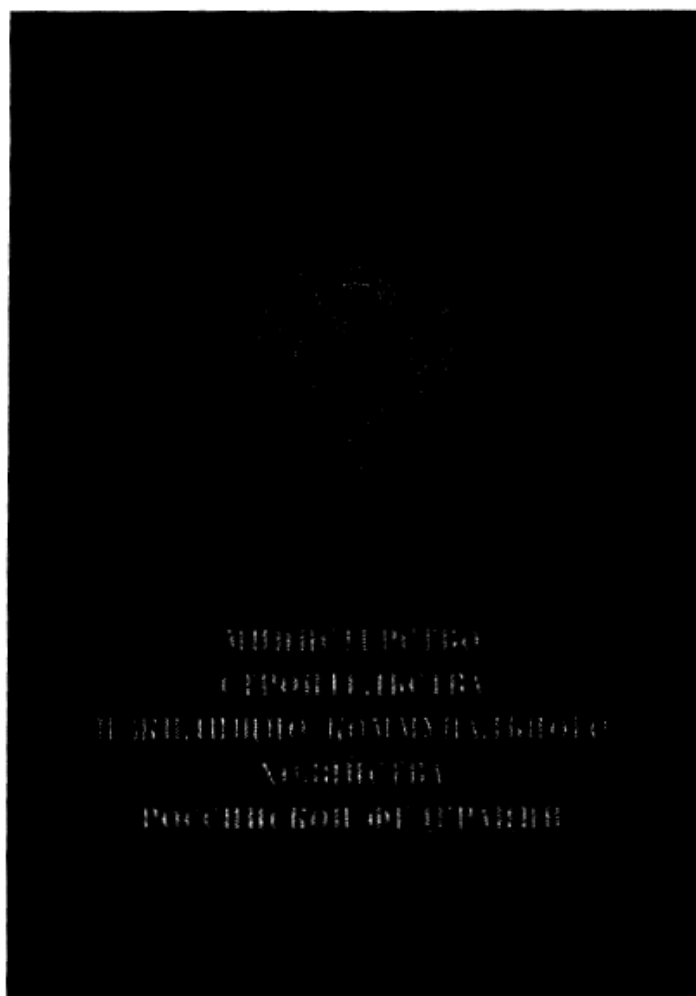 МИНИСТЕРСТВО
СТРОИТЕЛЬСТВА
И ЖИЛИЩНО-КОММУНАЛЬНОГО
ХОЗЯЙСТВА
РОССИЙСКОЙ ФЕДЕРАЦИИ